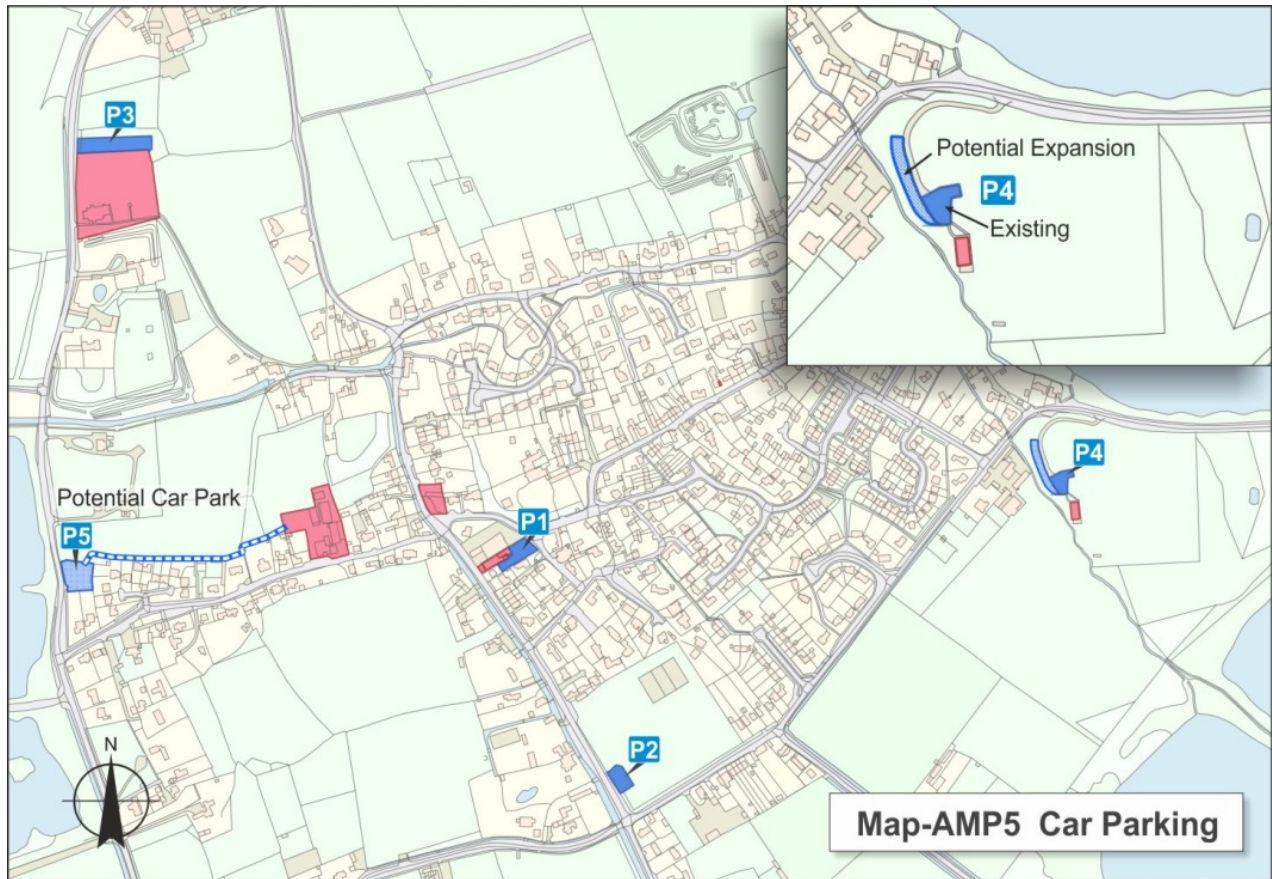 P3
Potential Expansion
P4
Existing
P4
Potential Car Park
P5
P1
P2
N
Map-AMP5 Car Parking